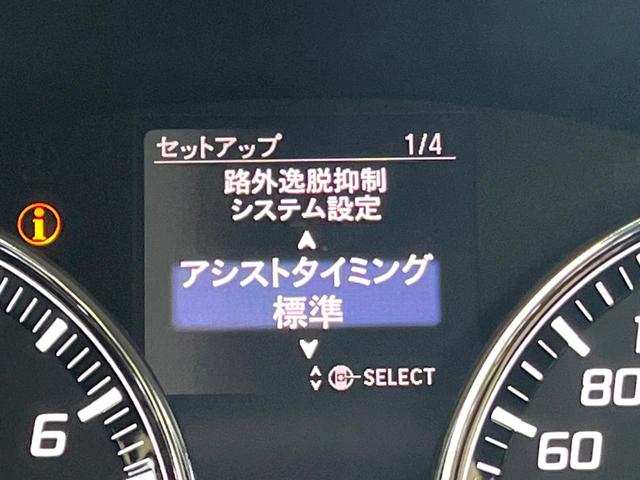 セットアップ 1/4
路外逸脱抑制
システム設定
アシストタイミング
標準
SELECT
6
80
60